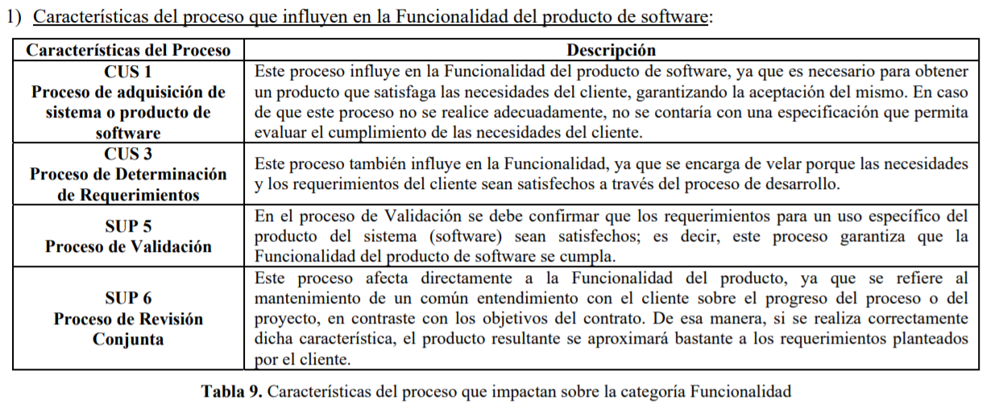 1) Características del proceso que influyen en la Funcionalidad del producto de software:
Características del Proceso
Descripción
CUS 1
Proceso de adquisición de
sistema o producto de
software
Este proceso influye en la Funcionalidad del producto de software, ya que es necesario para obtener
un producto que satisfaga las necesidades del cliente, garantizando la aceptación del mismo. En caso
de que este proceso no se realice adecuadamente, no se contaría con una especificación que permita
evaluar el cumplimiento de las necesidades del cliente.
CUS 3
Proceso de Determinación
de Requerimientos
Este proceso también influye en la Funcionalidad, ya que se encarga de velar porque las necesidades
y los requerimientos del cliente sean satisfechos a través del proceso de desarrollo.
SUP 5
Proceso de Validación
En el proceso de Validación se debe confirmar que los requerimientos para un uso específico del
producto del sistema (software) sean satisfechos; es decir, este proceso garantiza que la
Funcionalidad del producto de software se cumpla.
SUP 6
Proceso de Revisión
Conjunta
Este proceso afecta directamente a la Funcionalidad del producto, ya que se refiere al
mantenimiento de un común entendimiento con el cliente sobre el progreso del proceso o del
proyecto, en contraste con los objetivos del contrato. De esa manera, si se realiza correctamente
dicha característica, el producto resultante se aproximará bastante a los requerimientos planteados
por el cliente.
Tabla 9. Características del proceso que impactan sobre la categoría Funcionalidad